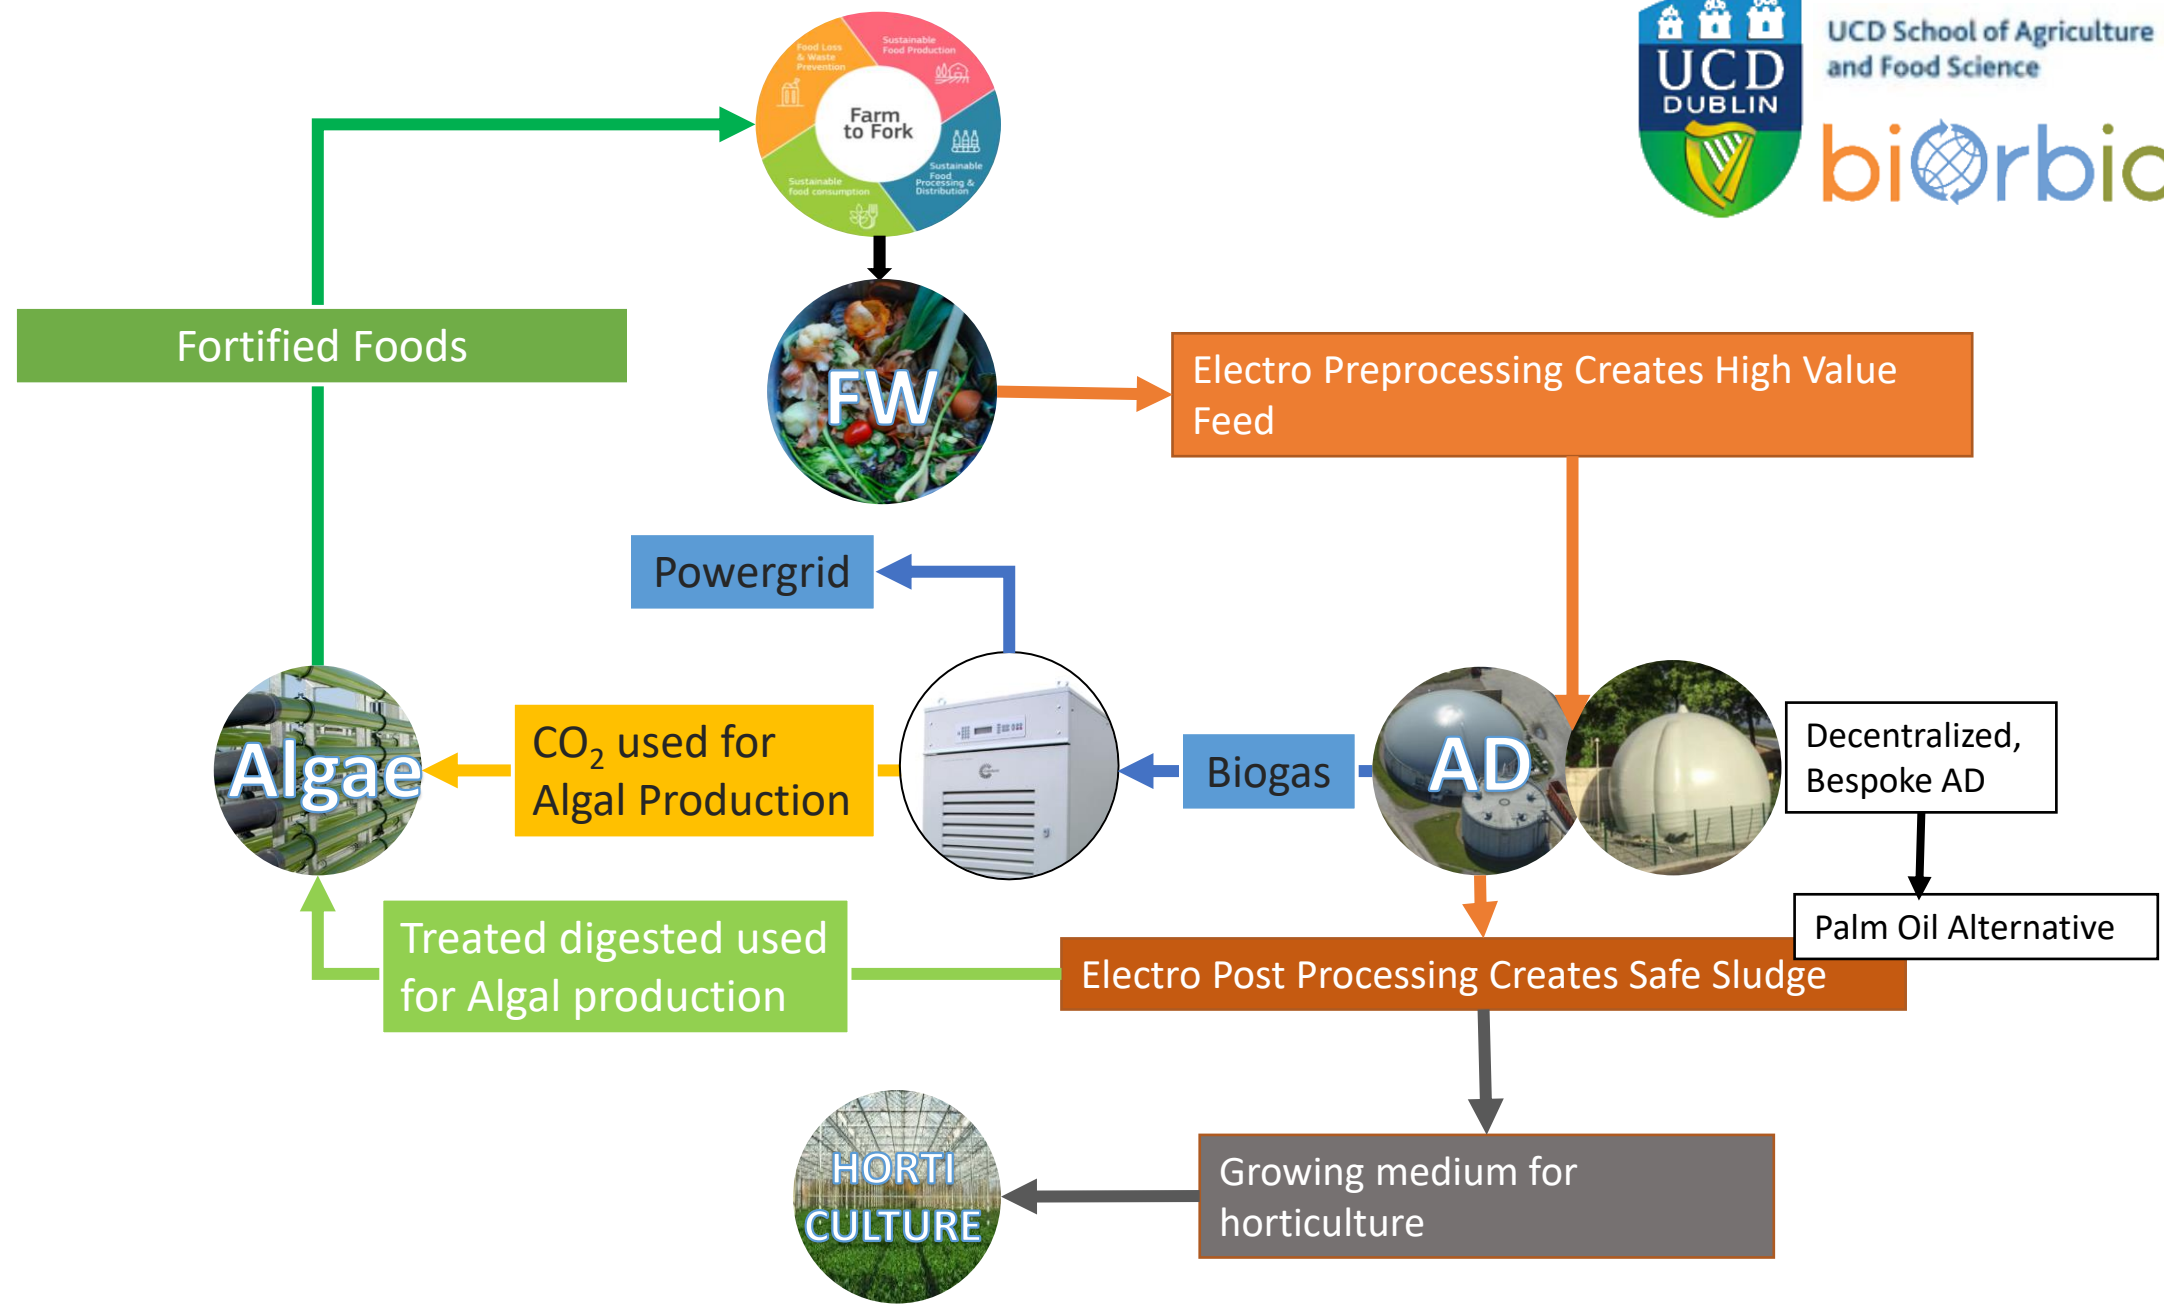 Food Loss
& Waste
Prevention
Sustainable
Food Production
Farm
to Fork
Sustainable
food consumption
Sustainable
Food
Processing &
Distribution
UCD
DUBLIN
UCD School of Agriculture
and Food Science
biOrbic
Fortified Foods
FW
Electro Preprocessing Creates High Value
Feed
Powergrid
Algae
CO₂ used for
Algal Production
Biogas
AD
Decentralized,
Bespoke AD
Palm Oil Alternative
Treated digested used
for Algal production
Electro Post Processing Creates Safe Sludge
HORTI
CULTURE
Growing medium for
horticulture